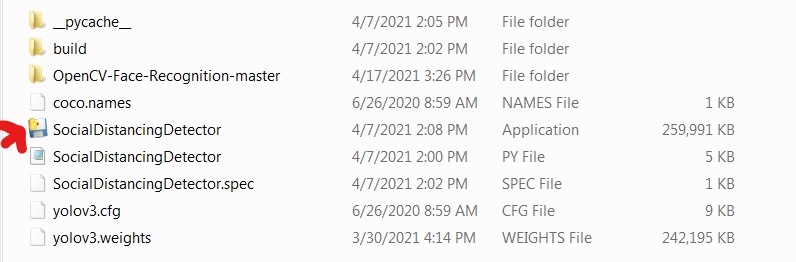 __pycache__ 4/7/2021 2:05 PM File folder
build 4/7/2021 2:02 PM File folder
OpenCV-Face-Recognition-master 4/17/2021 3:26 PM File folder
coco.names 6/26/2020 8:59 AM NAMES File 1 KB
SocialDistancingDetector 4/7/2021 2:08 PM Application 259,991 KB
SocialDistancingDetector 4/7/2021 2:00 PM PY File 5 KB
SocialDistancingDetector.spec 4/7/2021 2:02 PM SPEC File 1 KB
yolov3.cfg 6/26/2020 8:59 AM CFG File 9 KB
yolov3.weights 3/30/2021 4:14 PM WEIGHTS File 242,195 KB